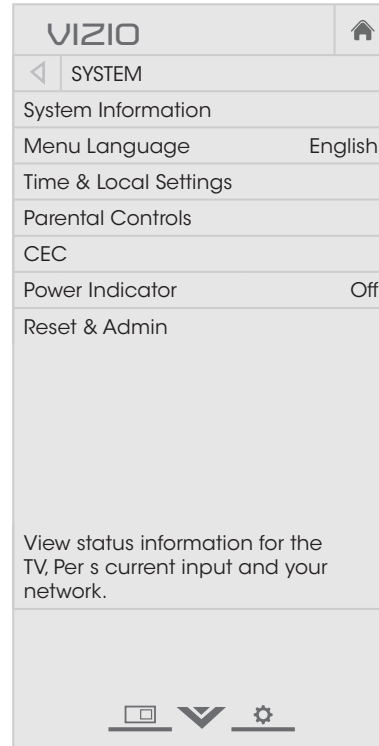 VIZIO
SYSTEM
System Information
Menu Language English
Time & Local Settings
Parental Controls
CEC
Power Indicator Off
Reset & Admin
View status information for the
TV, Per s current input and your
network.